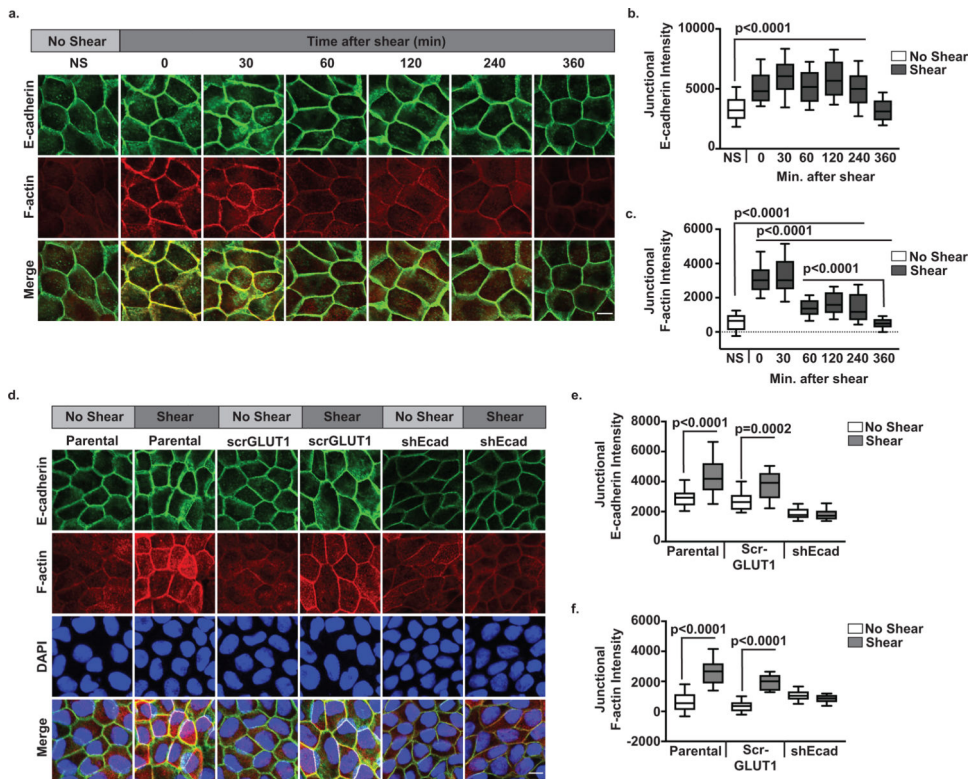 a.
No Shear Time after shear (min)
NS 0 30 60 120 240 360
E-cadherin
F-actin
Merge
b.
Junctional
E-cadherin Intensity
10000
5000
0
p<0.0001
No Shear
Shear
NS 0 30 60 120 240 360
Min. after shear
c.
Junctional
F-actin Intensity
6000
4000
2000
0
p<0.0001
p<0.0001
p<0.0001
No Shear
Shear
NS 0 30 60 120 240 360
Min. after shear
d.
No Shear Shear No Shear Shear No Shear Shear
Parental Parental scrGLUT1 scrGLUT1 shEcad shEcad
E-cadherin
F-actin
DAPI
Merge
e.
Junctional
E-cadherin Intensity
8000
6000
4000
2000
0
p<0.0001
p=0.0002
No Shear
Shear
Parental Scr- shEcad
GLUT1
f.
Junctional
F-actin Intensity
6000
4000
2000
0
-2000
p<0.0001
p<0.0001
No Shear
Shear
Parental Scr- shEcad
GLUT1